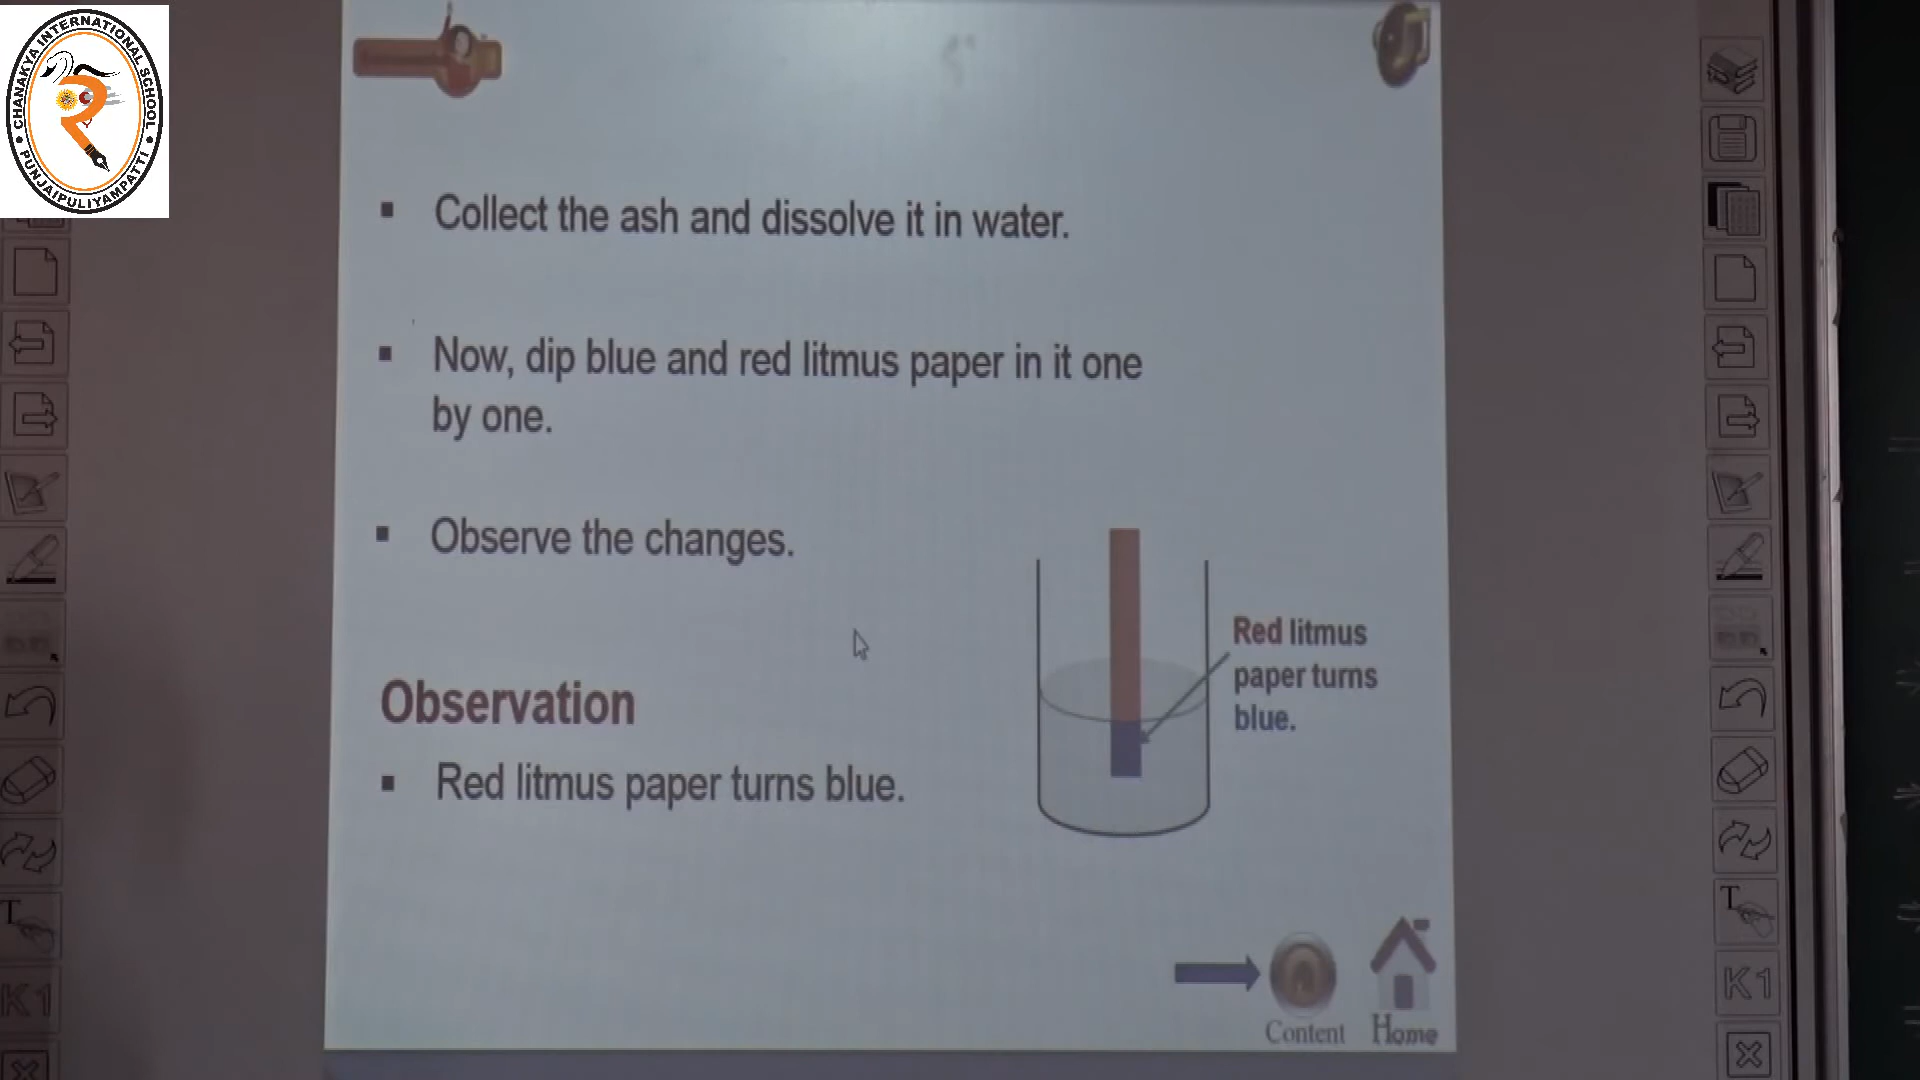 CHANAKYA INTERNATIONAL SCHOOL
PUNJAIPULIYAMPATTI
▪ Collect the ash and dissolve it in water.
▪ Now, dip blue and red litmus paper in it one
by one.
▪ Observe the changes.
Red litmus
paper turns
blue.
Observation
▪ Red litmus paper turns blue.
Content
Home
T
K1
T
K1